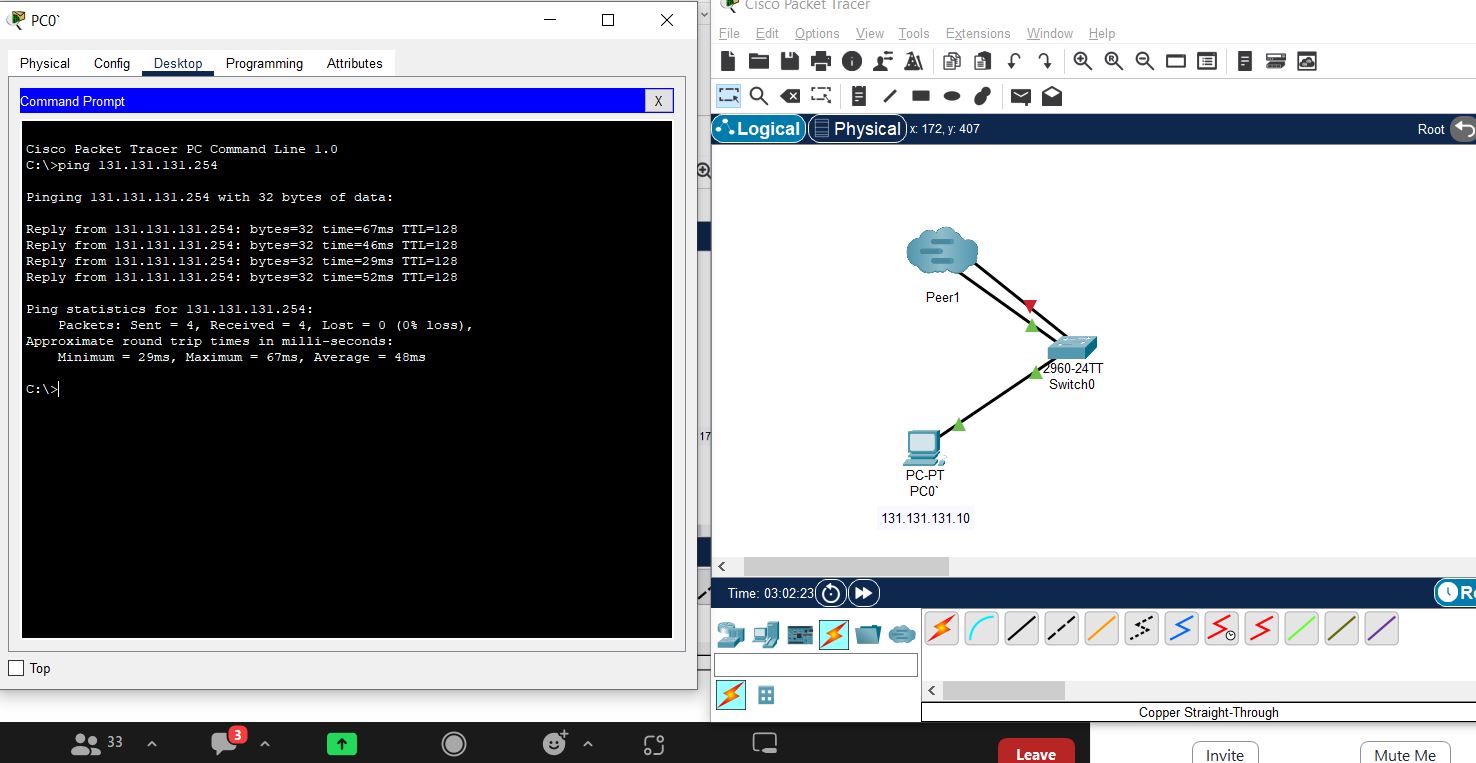 PC0`
Physical Config Desktop Programming Attributes
Command Prompt
X
Cisco Packet Tracer PC Command Line 1.0
C:\>ping 131.131.131.254
Pinging 131.131.131.254 with 32 bytes of data:
Reply from 131.131.131.254: bytes=32 time=67ms TTL=128
Reply from 131.131.131.254: bytes=32 time=46ms TTL=128
Reply from 131.131.131.254: bytes=32 time=29ms TTL=128
Reply from 131.131.131.254: bytes=32 time=52ms TTL=128
Ping statistics for 131.131.131.254:
Packets: Sent = 4, Received = 4, Lost = 0 (0% loss),
Approximate round trip times in milli-seconds:
Minimum = 29ms, Maximum = 67ms, Average = 48ms
C:\>
Top
17
Cisco Packet Tracer
File Edit Options View Tools Extensions Window Help
Logical Physical x: 172, y: 407 Root
Peer1
2960-24TT
Switch0
PC-PT
PC0`
131.131.131.10
Time: 03:02:23
Re
Copper Straight-Through
33
3
Leave
Invite
Mute Me